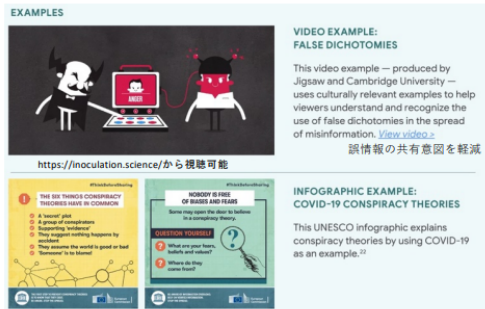 EXAMPLES
ANGER
https://inoculation.science/から視聴可能
VIDEO EXAMPLE:
FALSE DICHOTOMIES
This video example — produced by
Jigsaw and Cambridge University —
uses culturally relevant examples to help
viewers understand and recognize the
use of false dichotomies in the spread
of misinformation. View video >
誤情報の共有意図を軽減
#ThinkBeforeSharing
THE SIX THINGS CONSPIRACY
THEORIES HAVE IN COMMON
A 'secret' plot
A group of conspirators
Supporting 'evidence'
They suggest nothing happens by
accident
They assume the world is good or bad
'Someone' is to blame!
#ThinkBeforeSharing
NOBODY IS FREE
OF BIASES AND FEARS
Some may open the door to believe
in a conspiracy theory.
QUESTION YOURSELF
What are your fears,
beliefs and values?
Where do they
come from?
INFOGRAPHIC EXAMPLE:
COVID-19 CONSPIRACY THEORIES
This UNESCO infographic explains
conspiracy theories by using COVID-19
as an example.22